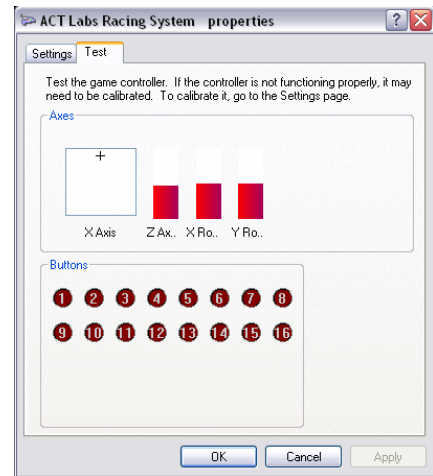 ACT Labs Racing System properties
Settings Test
Test the game controller. If the controller is not functioning properly, it may
need to be calibrated. To calibrate it, go to the Settings page.
Axes
X Axis Z Ax.. X Ro.. Y Ro..
Buttons
1 2 3 4 5 6 7 8
9 10 11 12 13 14 15 16
OK Cancel Apply